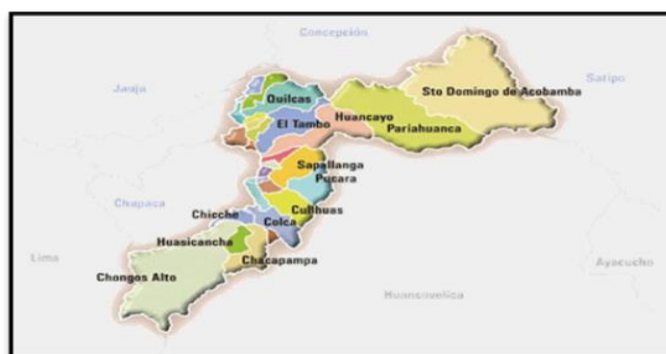 Concepción
Jauja
Satipo
Sto Domingo de Acobamba
Quilcas
Huancayo
El Tambo
Pariahuanca
Sapallanga
Pucara
Chupaca
Cullhuas
Chicche
Colca
Huasicancha
Lima
Chacapampa
Ayacucho
Chongos Alto
Huancavelica